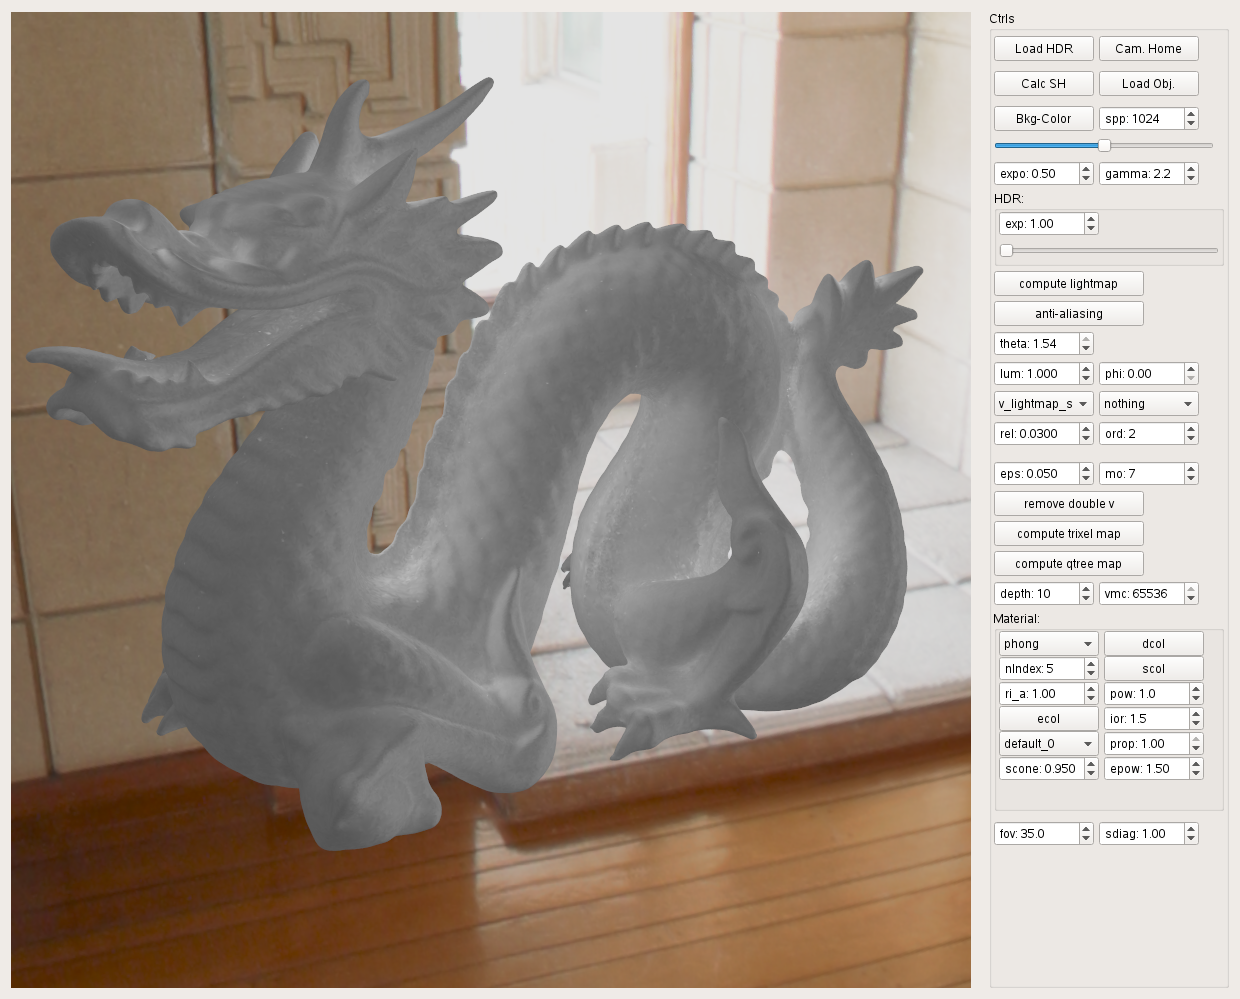 Ctrls
Load HDR Cam. Home
Calc SH Load Obj.
Bkg-Color spp: 1024
expo: 0.50 gamma: 2.2
HDR:
exp: 1.00
compute lightmap
anti-aliasing
theta: 1.54
lum: 1.000 phi: 0.00
v_lightmap_s nothing
rel: 0.0300 ord: 2
eps: 0.050 mo: 7
remove double v
compute trixel map
compute qtree map
depth: 10 vmc: 65536
Material:
phong dcol
nIndex: 5 scol
ri_a: 1.00 pow: 1.0
ecol ior: 1.5
default_0 prop: 1.00
scone: 0.950 epow: 1.50
fov: 35.0 sdiag: 1.00